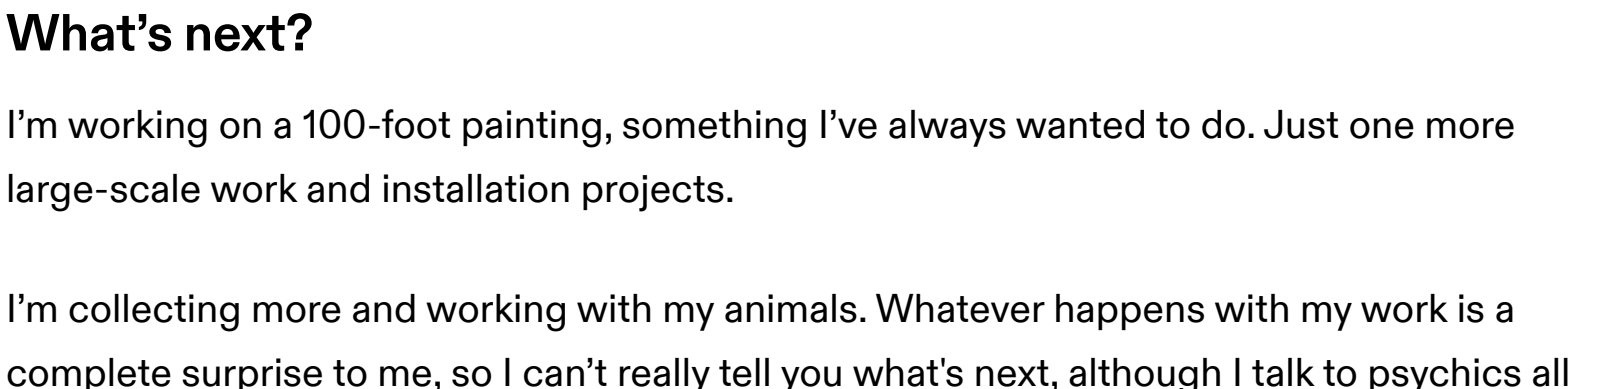 What’s next?
I’m working on a 100-foot painting, something I’ve always wanted to do. Just one more
large-scale work and installation projects.
I’m collecting more and working with my animals. Whatever happens with my work is a
complete surprise to me, so I can’t really tell you what's next, although I talk to psychics all